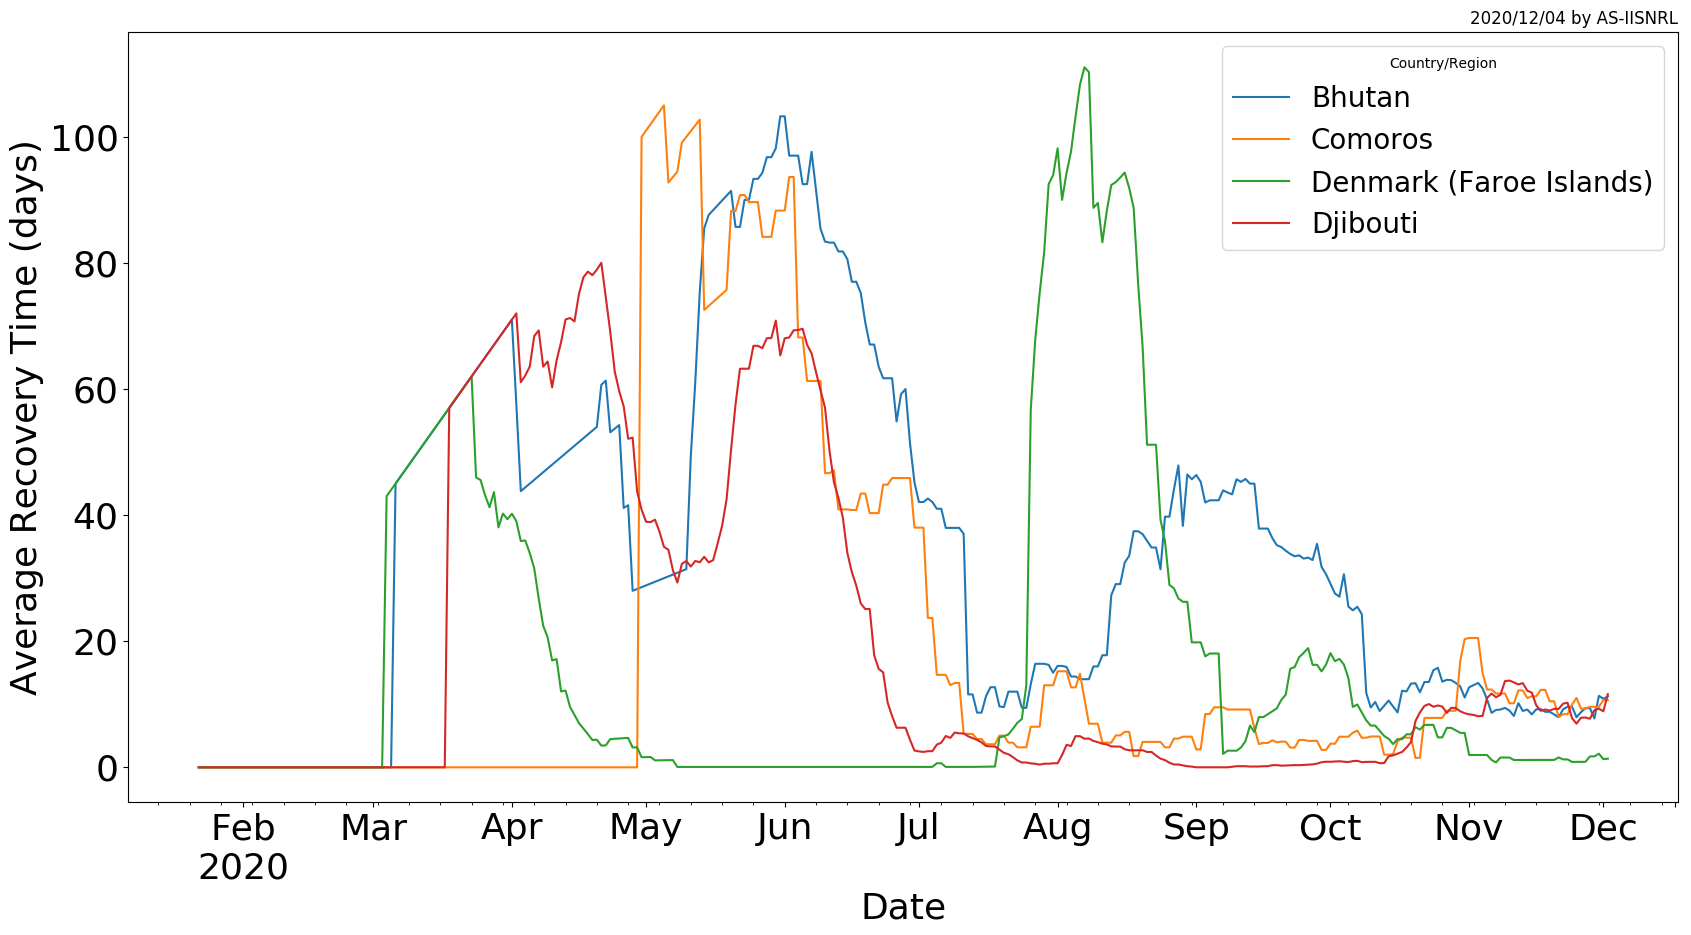 2020/12/04 by AS-IISNRL
Country/Region
Bhutan
Comoros
Denmark (Faroe Islands)
Djibouti
Average Recovery Time (days)
100
80
60
40
20
0
Feb Mar Apr May Jun Jul Aug Sep Oct Nov Dec
2020
Date